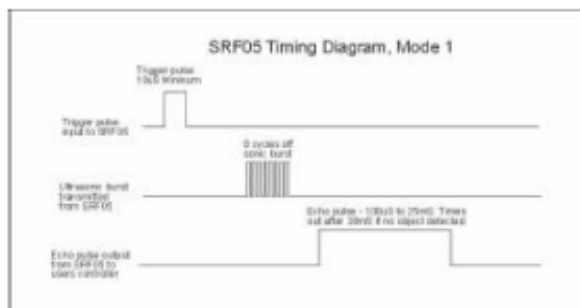 SRF05 Timing Diagram, Mode 1
Trigger pulse
10uS Minimum
Trigger pulse
input to SRF05
8 cycles off
sonic burst
Ultrasonic burst
transmitted
from SRF05
Echo pulse - 100uS to 25mS. Times
out after 30mS if no object detected
Echo pulse output
from SRF05 to
users controller